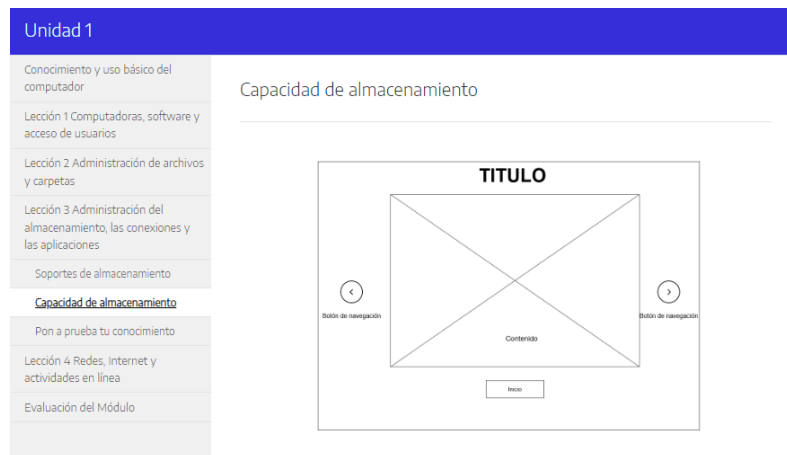 Unidad 1
Conocimiento y uso básico del
computador
Lección 1 Computadoras, software y
acceso de usuarios
Lección 2 Administración de archivos
y carpetas
Lección 3 Administración del
almacenamiento, las conexiones y
las aplicaciones
Soportes de almacenamiento
Capacidad de almacenamiento
Pon a prueba tu conocimiento
Lección 4 Redes, Internet y
actividades en línea
Evaluación del Módulo
Capacidad de almacenamiento
TITULO
Botón de navegación
Botón de navegación
Contenido
Inicio